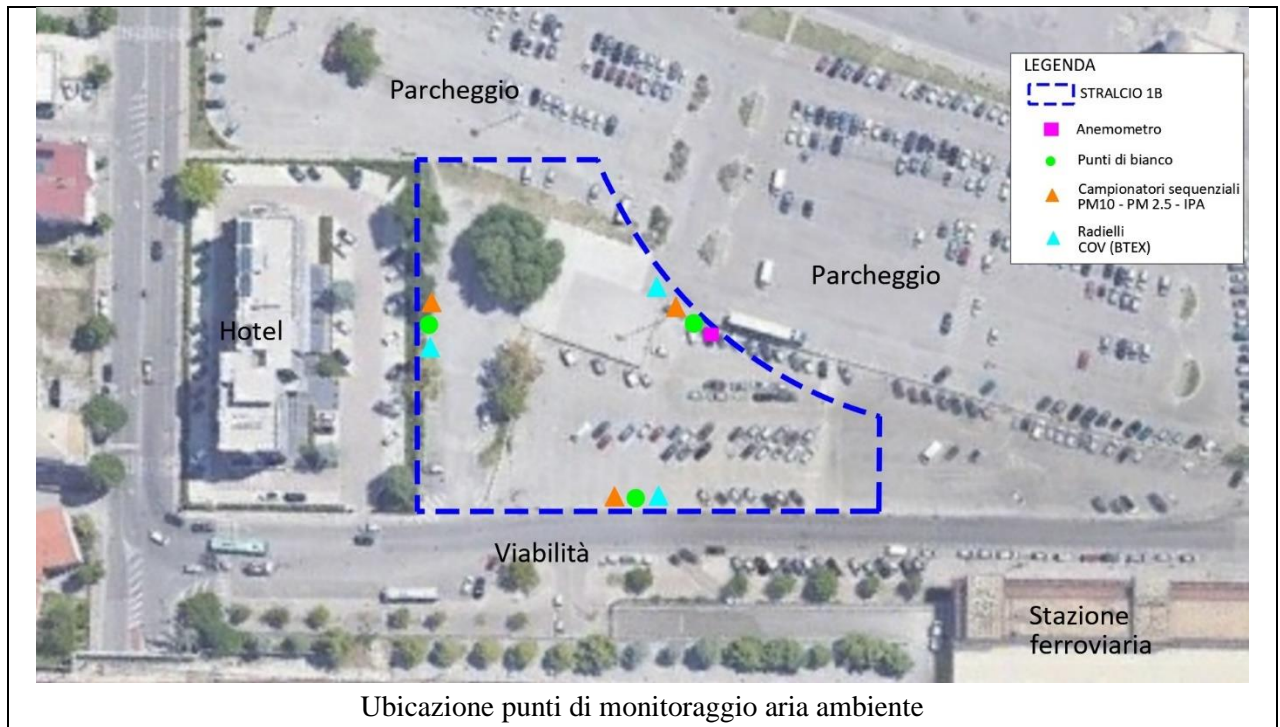 Parcheggio
LEGENDA
STRALCIO 1B
Anemometro
Punti di bianco
Campionatori sequenziali
PM10 - PM 2.5 - IPA
Radielli
COV (BTEX)
Parcheggio
Hotel
Viabilità
Stazione
ferroviaria
Ubicazione punti di monitoraggio aria ambiente